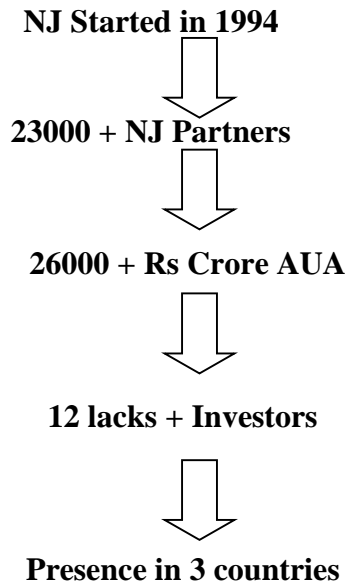 NJ Started in 1994
23000 + NJ Partners
26000 + Rs Crore AUA
12 lacks + Investors
Presence in 3 countries